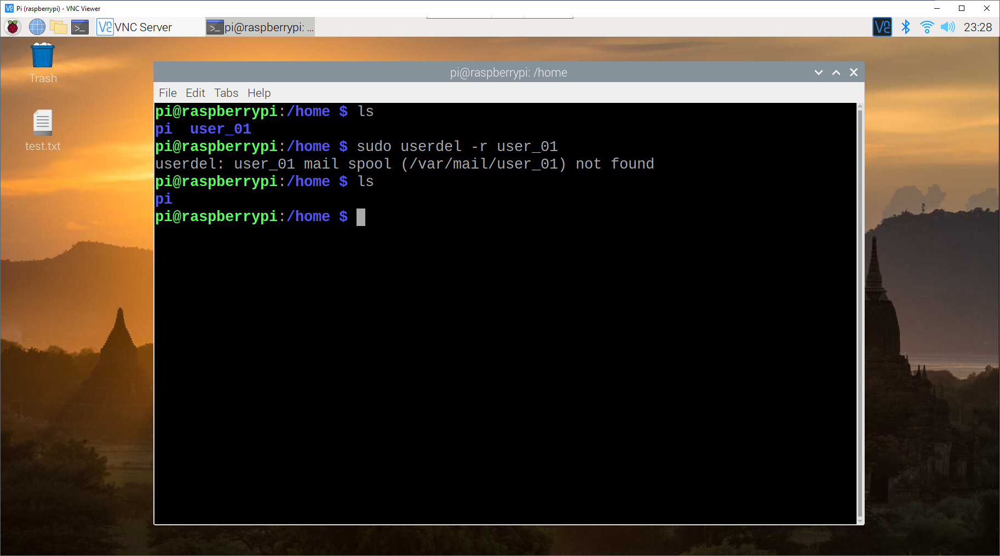 Pi (raspberrypi) - VNC Viewer
VNC Server
pi@raspberrypi: ...
23:28
Trash
test.txt
pi@raspberrypi: /home
File Edit Tabs Help
pi@raspberrypi:/home $ ls
pi  user_01
pi@raspberrypi:/home $ sudo userdel -r user_01
userdel: user_01 mail spool (/var/mail/user_01) not found
pi@raspberrypi:/home $ ls
pi
pi@raspberrypi:/home $